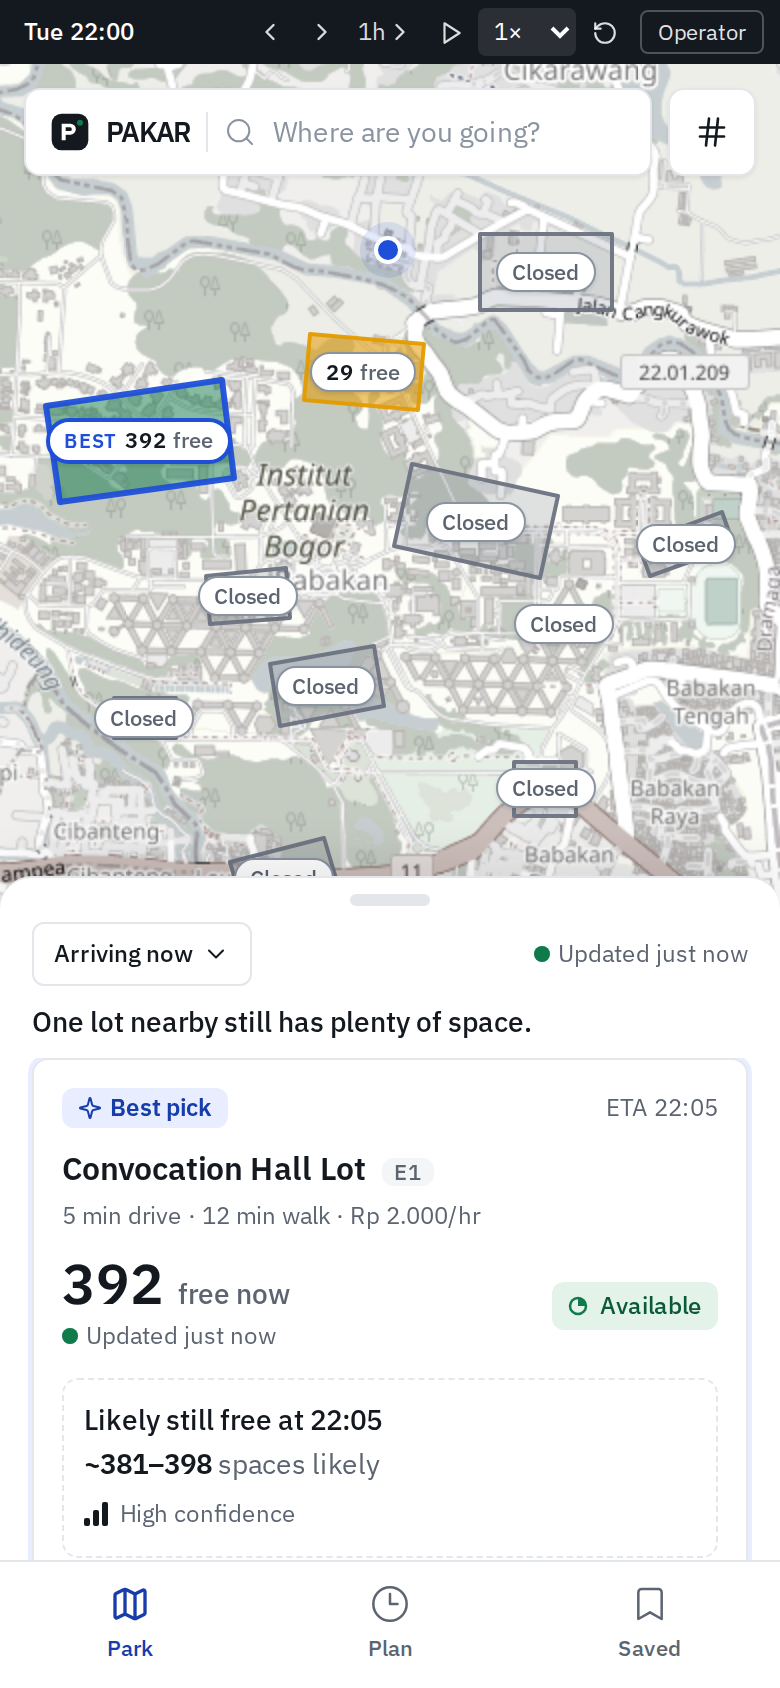 Tue 22:00
1h
1×
Operator
Cikarawang
P PAKAR
Where are you going?
Closed
Jalan Cangkurawok
29 free
22.01.209
BEST 392 free
Institut
Pertanian
Bogor
Closed
Closed
Closed
abakan
Closed
Closed
Babakan
Tengah
Closed
Closed
Babakan
Raya
Cibanteng
Babakan
ampea
Cibanteng
Closed
11
Arriving now
Updated just now
One lot nearby still has plenty of space.
Best pick
ETA 22:05
Convocation Hall Lot E1
5 min drive · 12 min walk · Rp 2.000/hr
392 free now
Available
Updated just now
Likely still free at 22:05
~381–398 spaces likely
High confidence
Park
Plan
Saved